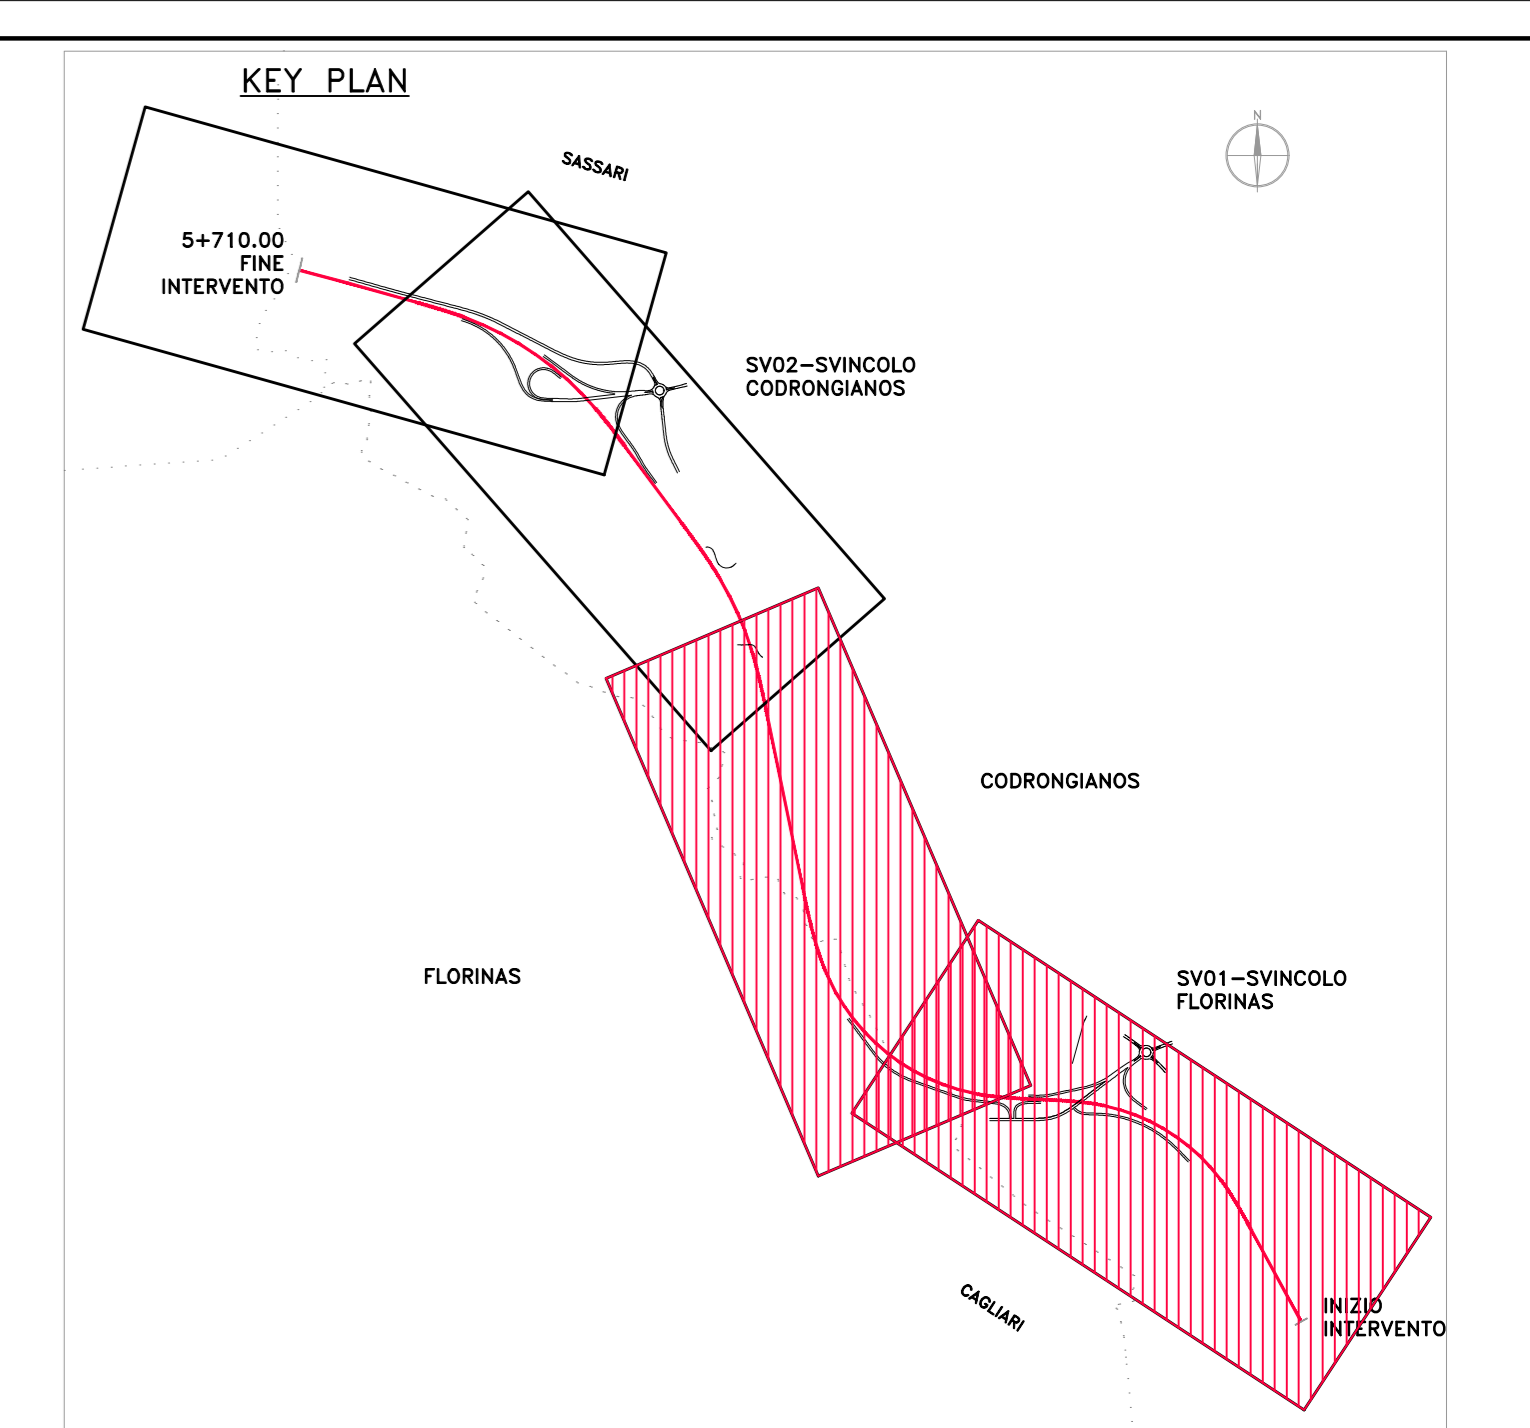 KEY PLAN
N
SASSARI
5+710.00
FINE
INTERVENTO
SV02-SVINCOLO
CODRONGIANOS
CODRONGIANOS
FLORINAS
SV01-SVINCOLO
FLORINAS
CAGLIARI
INIZIO
INTERVENTO